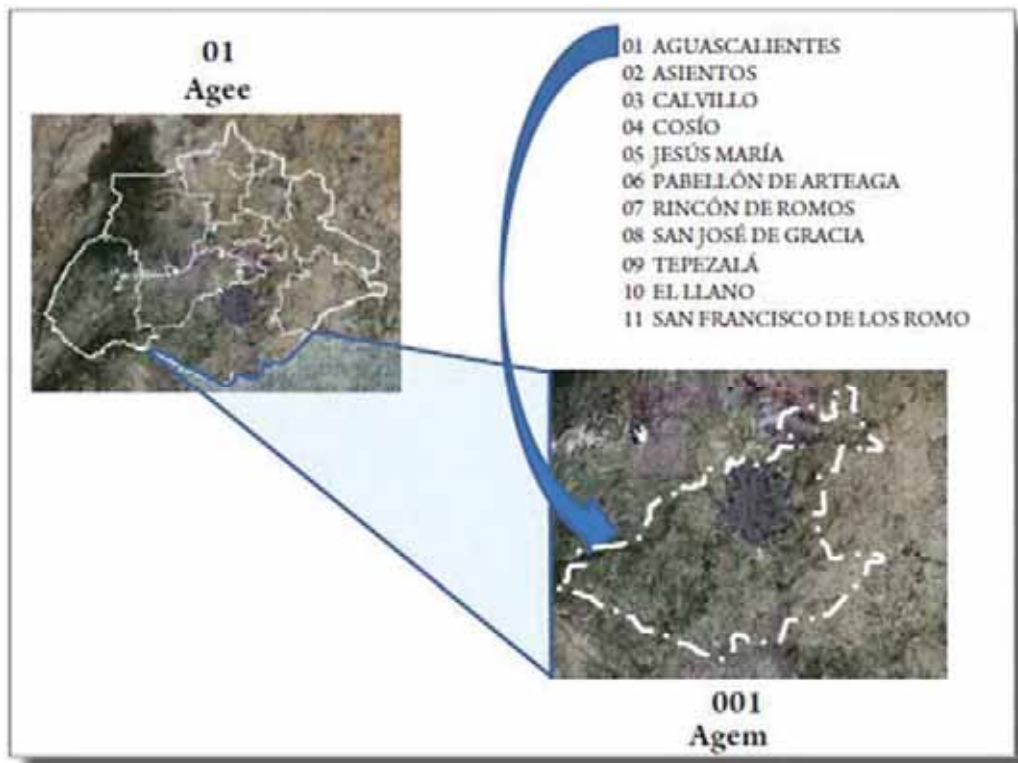 01
Agee
01 AGUASCALIENTES
02 ASIENTOS
03 CALVILLO
04 COSÍO
05 JESÚS MARÍA
06 PABELLÓN DE ARTEAGA
07 RINCÓN DE ROMOS
08 SAN JOSÉ DE GRACIA
09 TEPEZALÁ
10 EL LLANO
11 SAN FRANCISCO DE LOS ROMO
001
Agem